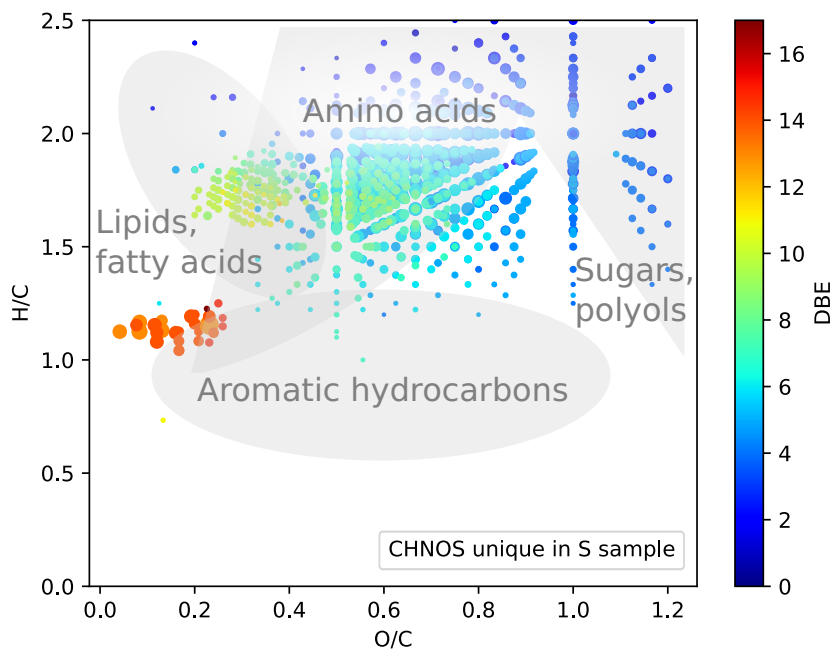 2.5
2.0
1.5
1.0
0.5
0.0
H/C
Amino acids
Lipids,
fatty acids
Sugars,
polyols
Aromatic hydrocarbons
CHNOS unique in S sample
0.0 0.2 0.4 0.6 0.8 1.0 1.2
O/C
16
14
12
10
8
6
4
2
0
DBE